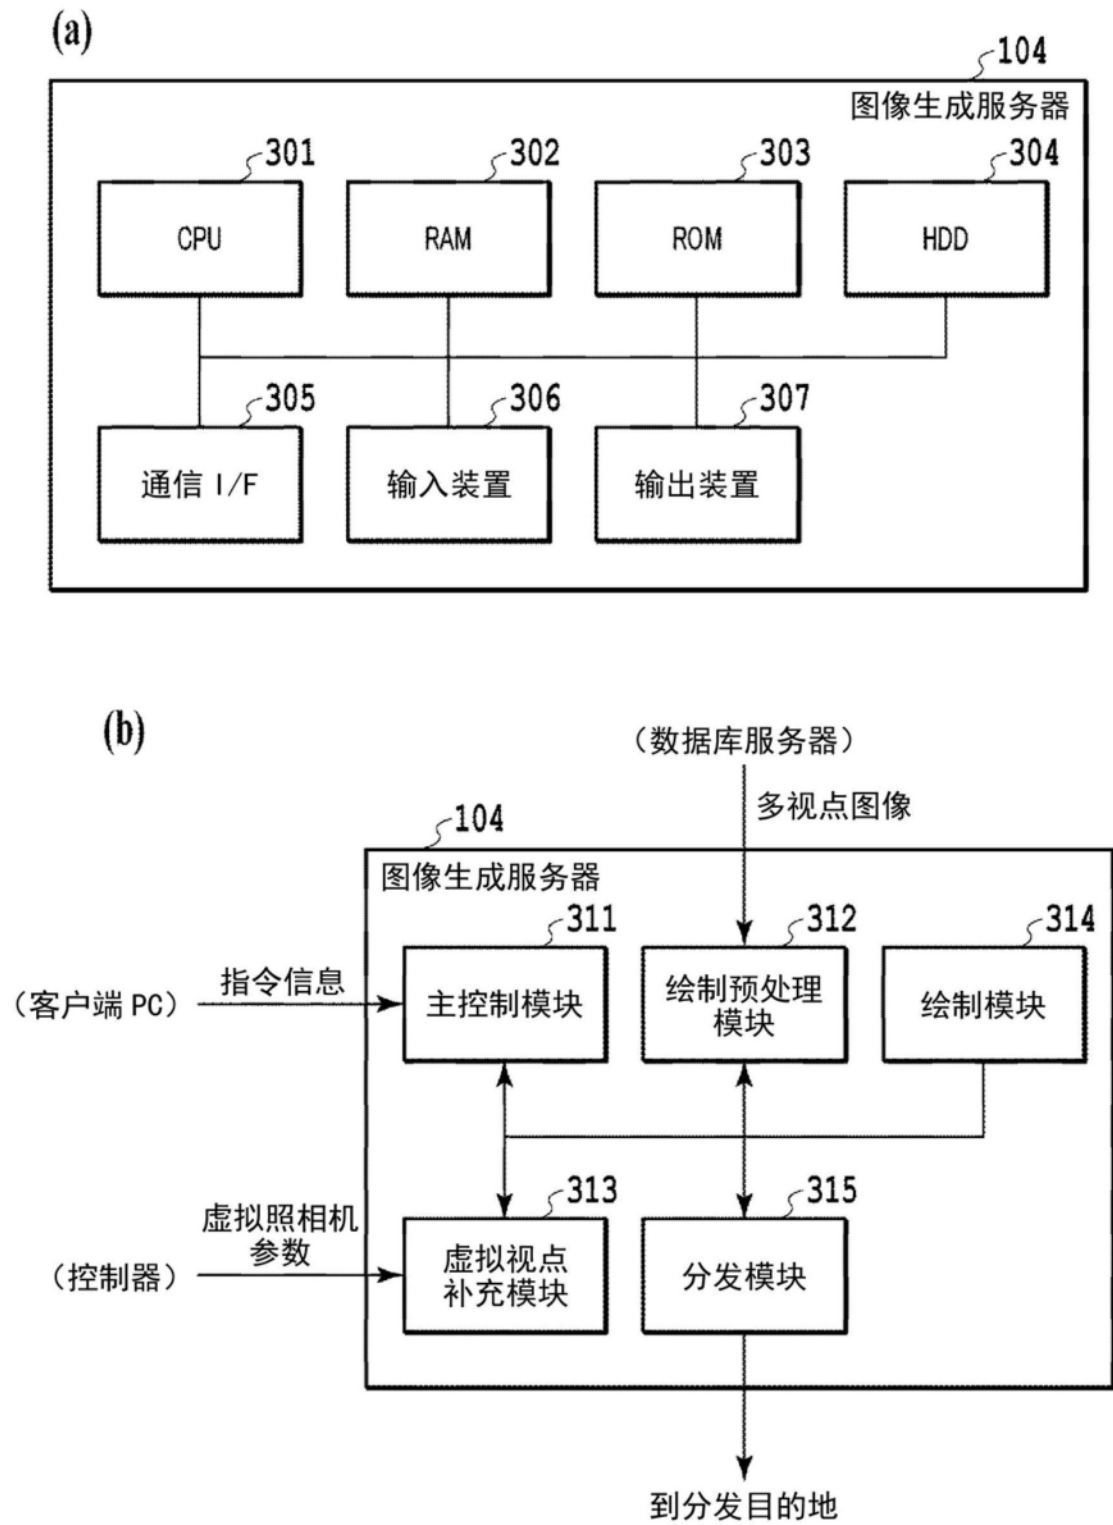 (a)
104
图像生成服务器
301
302
303
304
CPU
RAM
ROM
HDD
305
306
307
通信 I/F
输入装置
输出装置
(b)
（数据库服务器）
多视点图像
104
图像生成服务器
311
312
314
指令信息
（客户端 PC）
主控制模块
绘制预处理
模块
绘制模块
313
315
虚拟照相机
参数
（控制器）
虚拟视点
补充模块
分发模块
到分发目的地